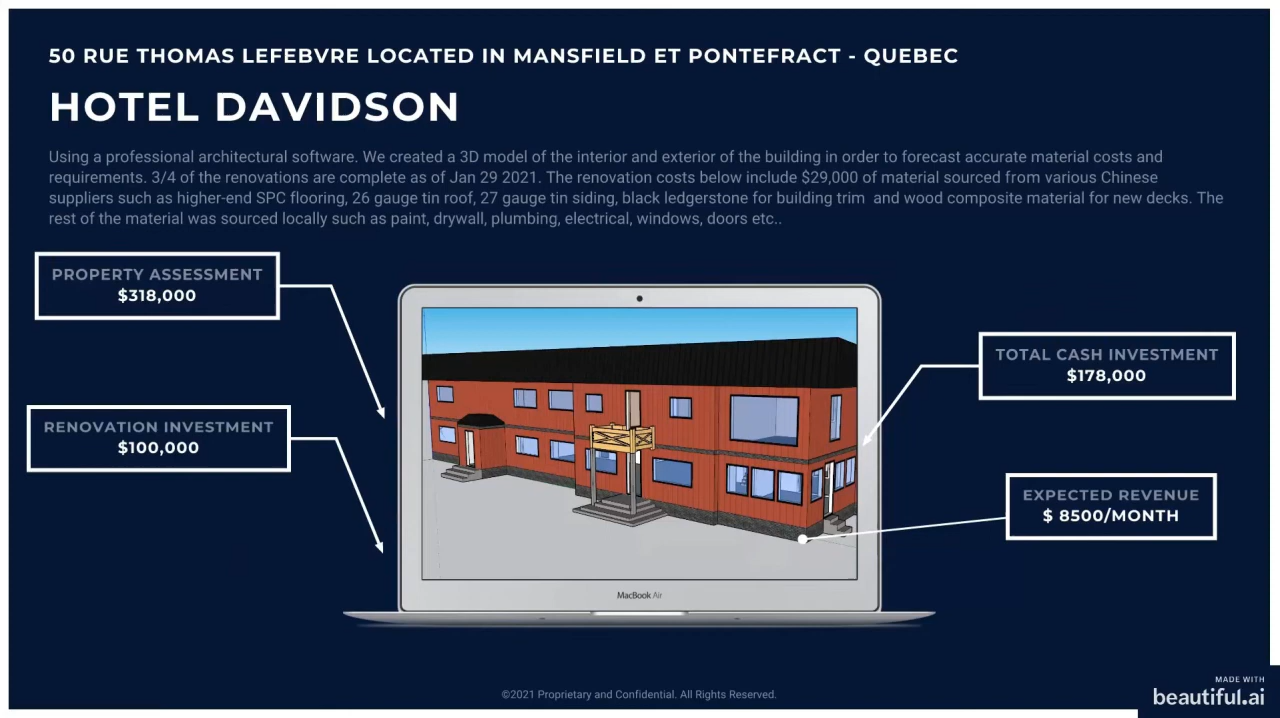 50 RUE THOMAS LEFEBVRE LOCATED IN MANSFIELD ET PONTEFRACT - QUEBEC
HOTEL DAVIDSON
Using a professional architectural software. We created a 3D model of the interior and exterior of the building in order to forecast accurate material costs and
requirements. 3/4 of the renovations are complete as of Jan 29 2021. The renovation costs below include $29,000 of material sourced from various Chinese
suppliers such as higher-end SPC flooring, 26 gauge tin roof, 27 gauge tin siding, black ledgerstone for building trim  and wood composite material for new decks. The
rest of the material was sourced locally such as paint, drywall, plumbing, electrical, windows, doors etc..
PROPERTY ASSESSMENT
$318,000
TOTAL CASH INVESTMENT
$178,000
RENOVATION INVESTMENT
$100,000
EXPECTED REVENUE
$ 8500/MONTH
MacBook Air
©2021 Proprietary and Confidential. All Rights Reserved.
MADE WITH
beautiful.ai